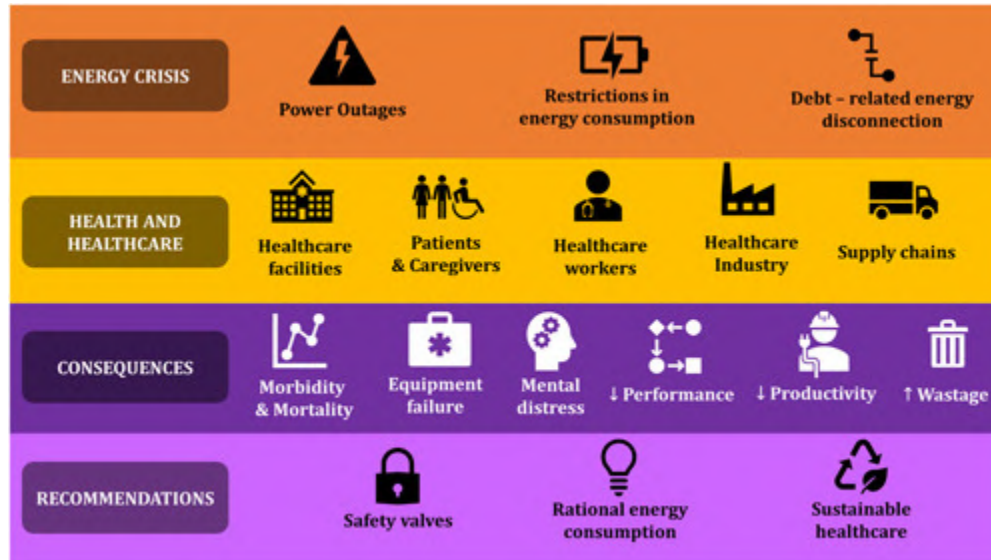 ENERGY CRISIS
Power Outages
Restrictions in
energy consumption
Debt – related energy
disconnection
HEALTH AND
HEALTHCARE
Healthcare
facilities
Patients
& Caregivers
Healthcare
workers
Healthcare
Industry
Supply chains
CONSEQUENCES
Morbidity
& Mortality
Equipment
failure
Mental
distress
↓ Performance
↓ Productivity
↑ Wastage
RECOMMENDATIONS
Safety valves
Rational energy
consumption
Sustainable
healthcare